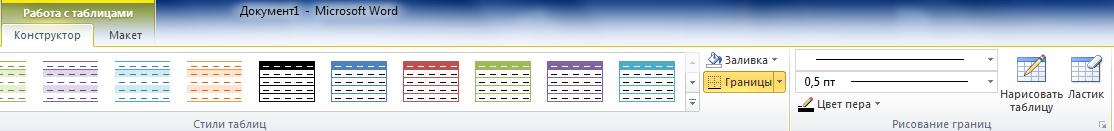 Работа с таблицами
Документ1 - Microsoft Word
Конструктор
Макет
Заливка
Границы
0,5 пт
Цвет пера
Нарисовать
таблицу
Ластик
Стили таблиц
Рисование границ